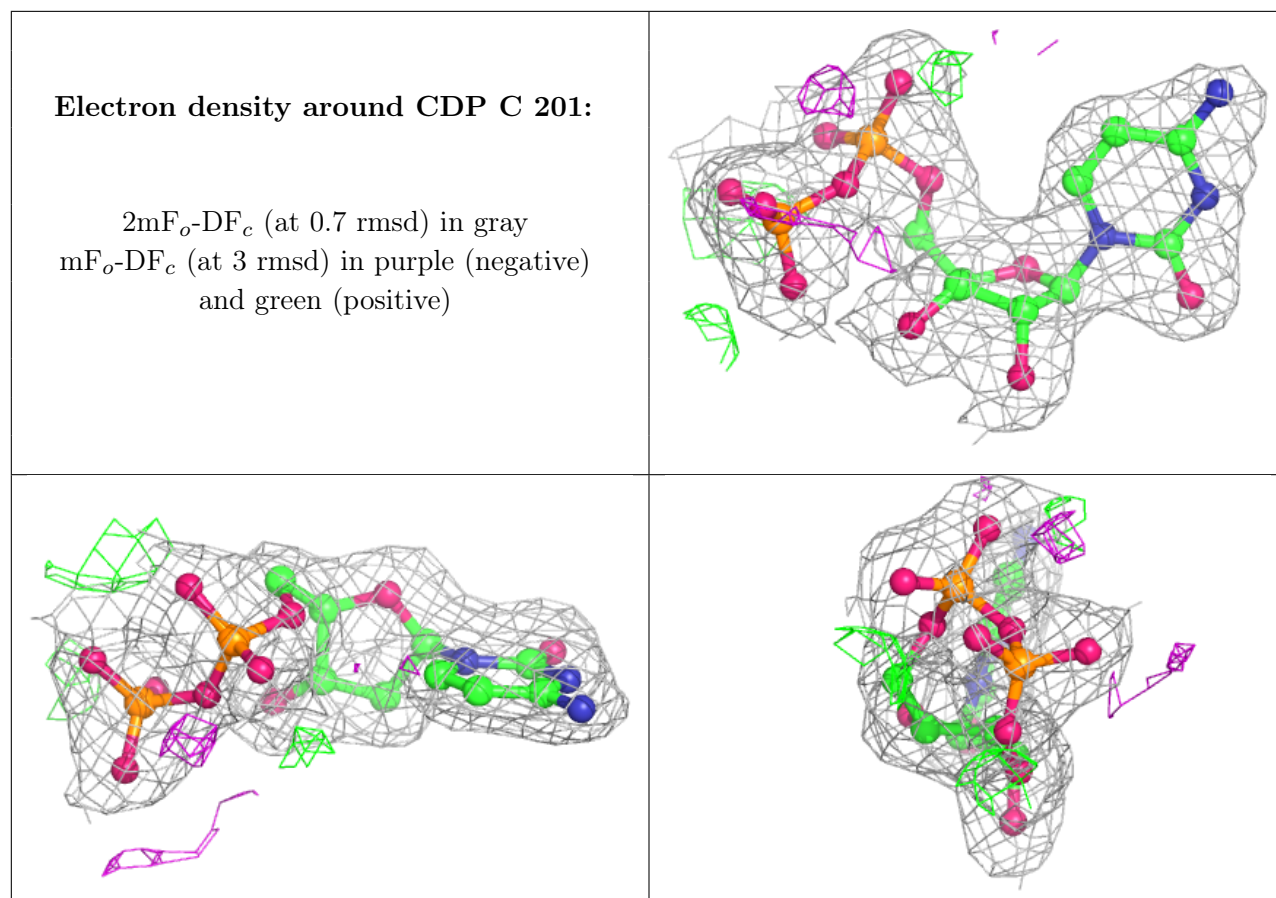 Electron density around CDP C 201:
2mFo-DFc (at 0.7 rmsd) in gray
mFo-DFc (at 3 rmsd) in purple (negative)
and green (positive)